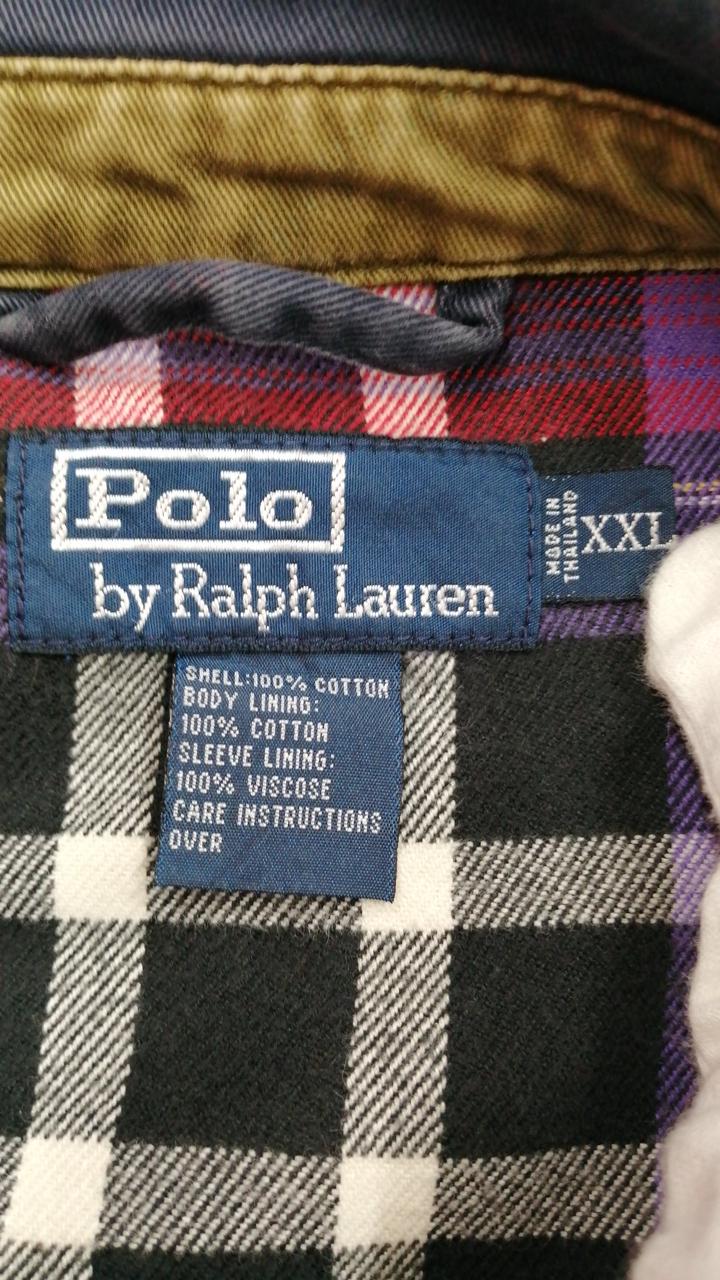 Polo
by Ralph Lauren
MADE IN
THAILAND
XXL
SHELL:100% COTTON
BODY LINING:
100% COTTON
SLEEVE LINING:
100% VISCOSE
CARE INSTRUCTIONS
OVER